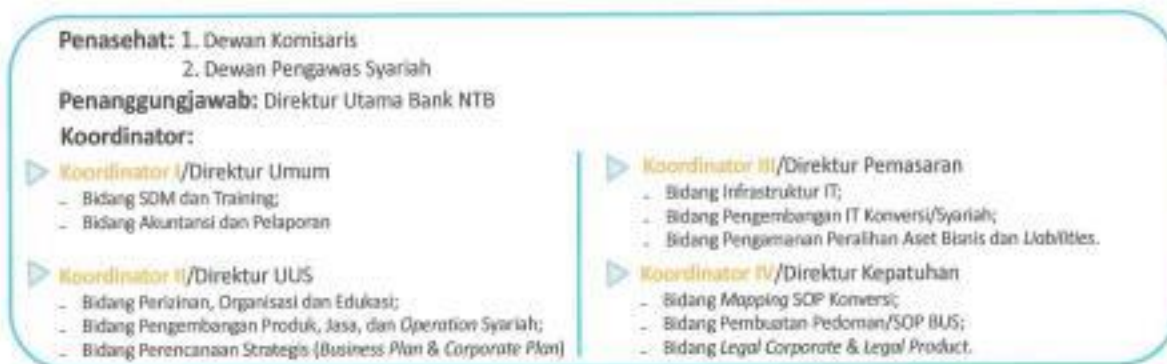 Penasehat: 1. Dewan Komisaris
2. Dewan Pengawas Syariah
Penanggungjawab: Direktur Utama Bank NTB
Koordinator:
Koordinator I/Direktur Umum
- Bidang SDM dan Training;
- Bidang Akuntansi dan Pelaporan
Koordinator II/Direktur UUS
- Bidang Perizinan, Organisasi dan Edukasi;
- Bidang Pengembangan Produk, Jasa, dan Operation Syariah;
- Bidang Perencanaan Strategis (Business Plan & Corporate Plan)
Koordinator III/Direktur Pemasaran
- Bidang Infrastruktur IT;
- Bidang Pengembangan IT Konversi/Syariah;
- Bidang Pengamanan Peralihan Aset Bisnis dan Liabilities.
Koordinator IV/Direktur Kepatuhan
- Bidang Mapping SOP Konversi;
- Bidang Pembuatan Pedoman/SOP BUS;
- Bidang Legal Corporate & Legal Product.